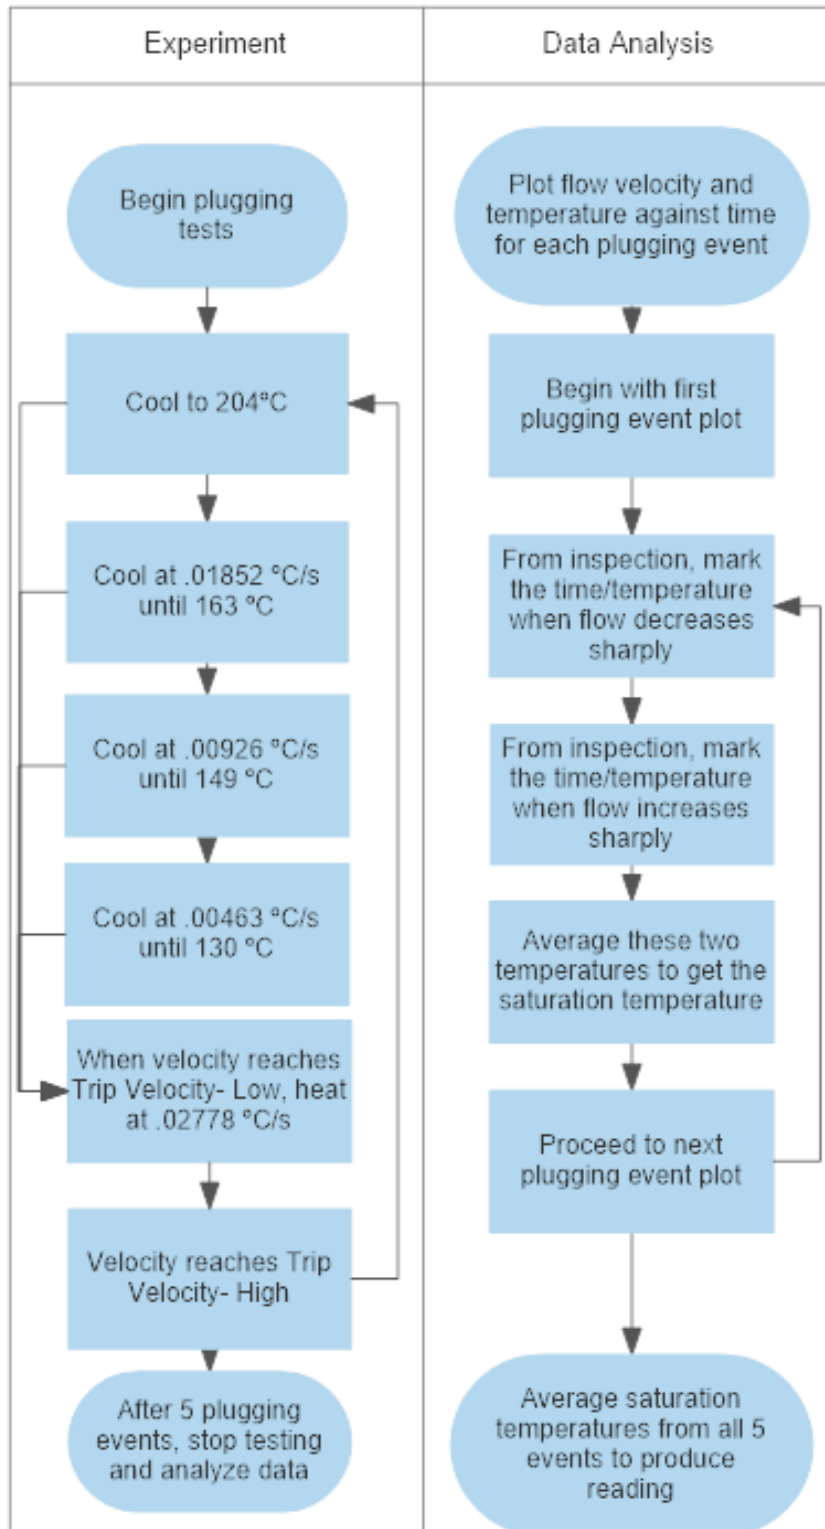 Experiment
Begin plugging
tests
Cool to 204°C
Cool at .01852 °C/s
until 163 °C
Cool at .00926 °C/s
until 149 °C
Cool at .00463 °C/s
until 130 °C
When velocity reaches
Trip Velocity- Low, heat
at .02778 °C/s
Velocity reaches Trip
Velocity- High
After 5 plugging
events, stop testing
and analyze data
Data Analysis
Plot flow velocity and
temperature against time
for each plugging event
Begin with first
plugging event plot
From inspection, mark
the time/temperature
when flow decreases
sharply
From inspection, mark
the time/temperature
when flow increases
sharply
Average these two
temperatures to get the
saturation temperature
Proceed to next
plugging event plot
Average saturation
temperatures from all 5
events to produce
reading